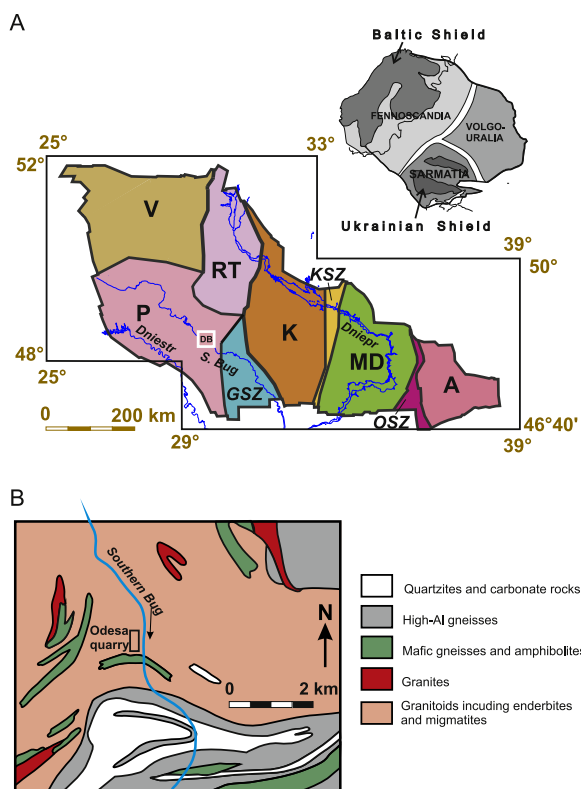 A
Baltic Shield
FENNOSCANDIA
VOLGO-
URALIA
SARMATIA
Ukrainian Shield
25°
52°
33°
39°
50°
V
RT
KSZ
P
Dniestr
DB
S. Bug
K
Dniepr
MD
A
48°
25°
GSZ
OSZ
0 200 km
29°
46°40'
39°
B
Southern Bug
Odesa
quarry
N
0 2 km
Quartzites and carbonate rocks
High-Al gneisses
Mafic gneisses and amphibolites
Granites
Granitoids incuding enderbites
and migmatites